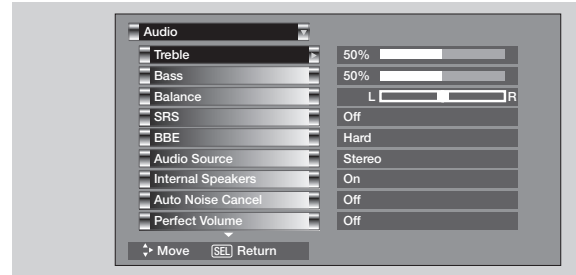 Audio
Treble 50%
Bass 50%
Balance L R
SRS Off
BBE Hard
Audio Source Stereo
Internal Speakers On
Auto Noise Cancel Off
Perfect Volume Off
Move SEL Return